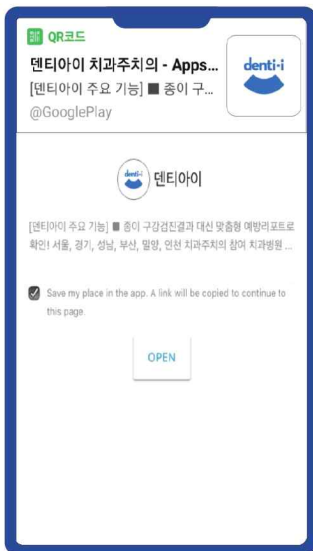 QR코드
덴티아이 치과주치의 - Apps...
[덴티아이 주요 기능] ■ 종이 구...
@GooglePlay
denti·i
denti·i
덴티아이
[덴티아이 주요 기능] ■ 종이 구강검진결과 대신 맞춤형 예방리포트로
확인! 서울, 경기, 성남, 부산, 밀양, 인천 치과주치의 참여 치과병원 ...
Save my place in the app. A link will be copied to continue to
this page.
OPEN